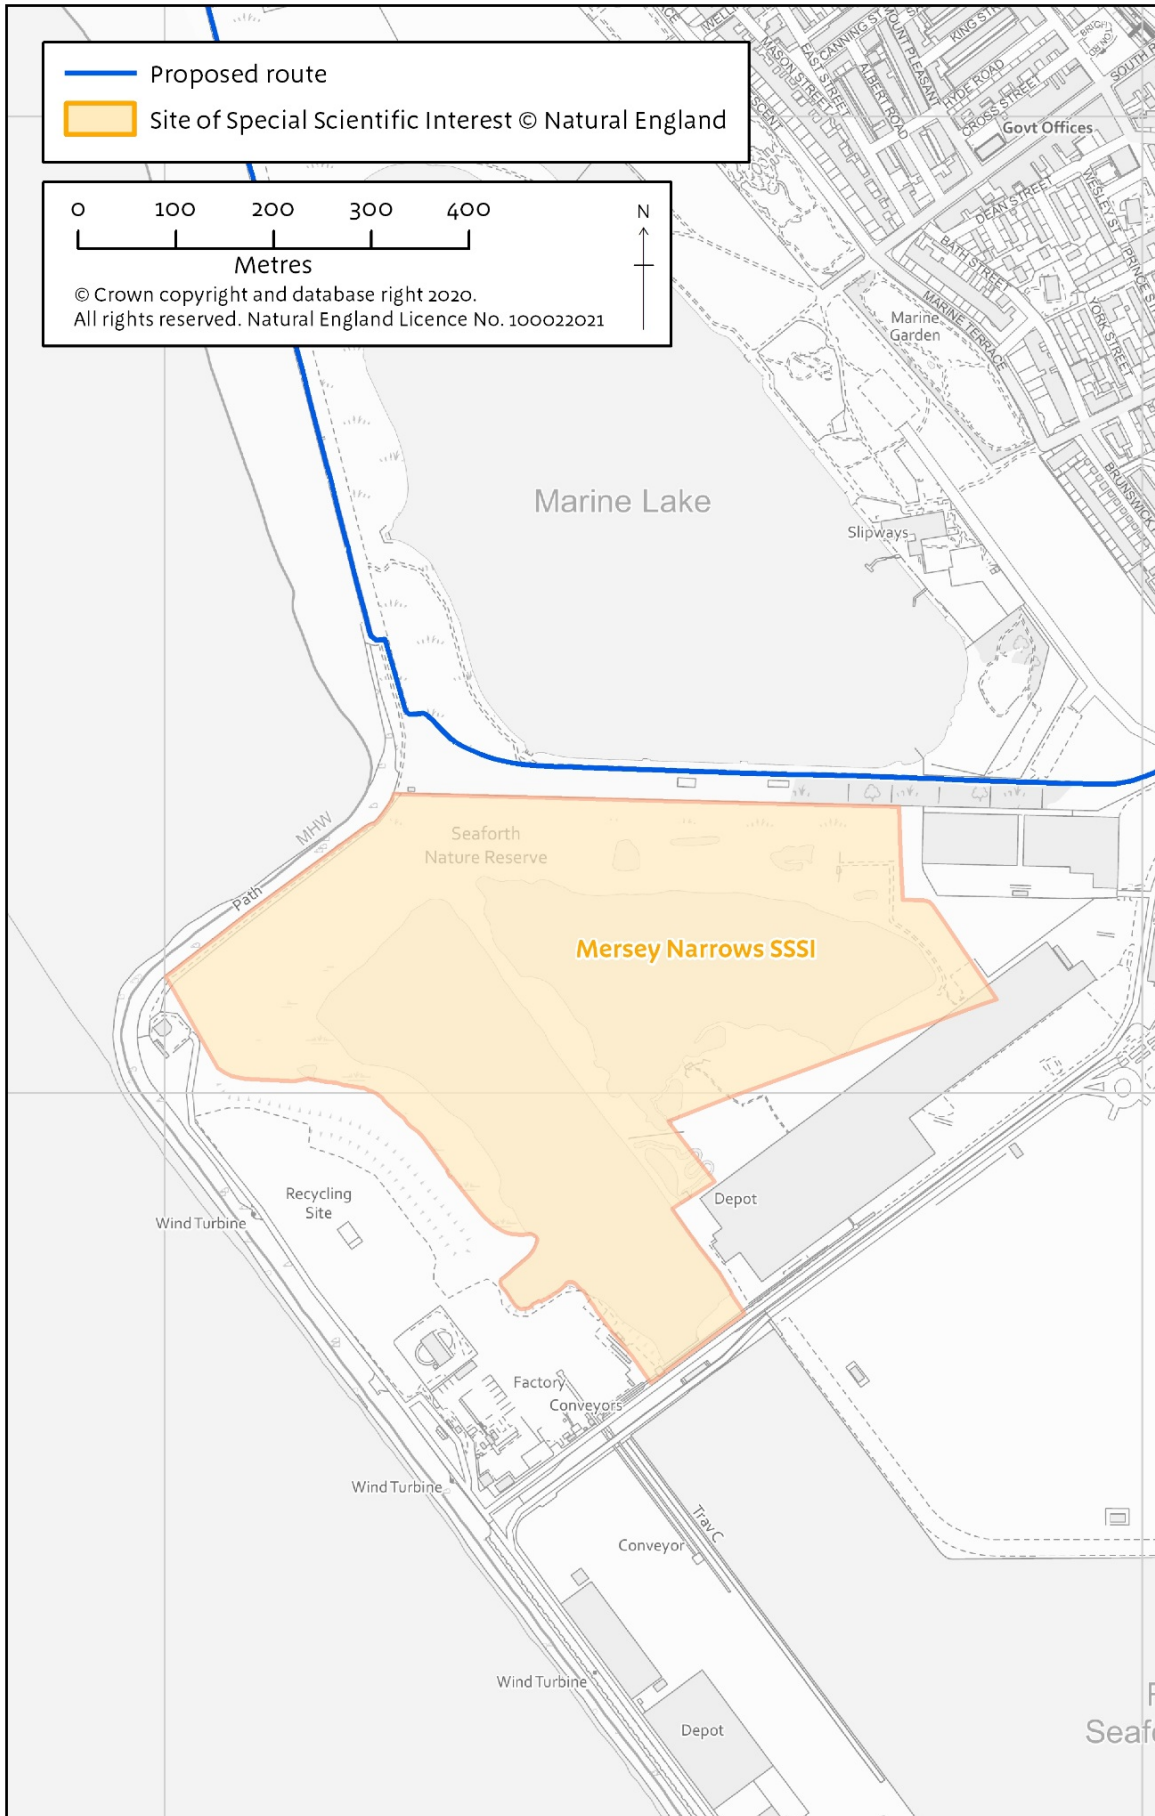 Proposed route
Site of Special Scientific Interest © Natural England
0 100 200 300 400
Metres
N
© Crown copyright and database right 2020.
All rights reserved. Natural England Licence No. 100022021
MASON STREET
EAST STREET
CANNING ST
ALBERT ROAD
MOUNT PLEASANT
KING ST
HYDE ROAD
CROSS STREET
SOUTH R
Govt Offices
DEAN STREET
WESLEY ST
PRINCE ST
BATH STREET
MARINE TERRACE
YORK STREET
BRUNSWICK
Marine
Garden
Marine Lake
Slipways
MHW
Path
Seaforth
Nature Reserve
Mersey Narrows SSSI
Recycling
Site
Wind Turbine
Depot
Factory
Conveyors
Wind Turbine
Conveyor
Trav C
Wind Turbine
Depot
Seafo